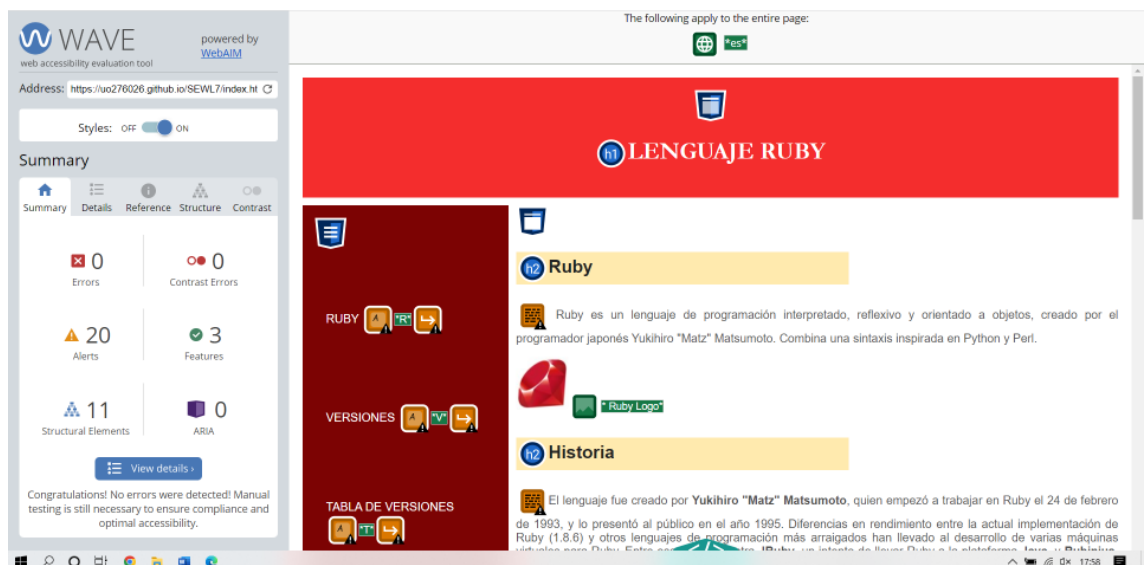 WAVE
web accessibility evaluation tool
powered by
WebAIM
Address: https://uo276026.github.io/SEWL7/index.ht
Styles: OFF ON
Summary
Summary Details Reference Structure Contrast
0
Errors
0
Contrast Errors
20
Alerts
3
Features
11
Structural Elements
0
ARIA
View details ›
Congratulations! No errors were detected! Manual
testing is still necessary to ensure compliance and
optimal accessibility.
The following apply to the entire page:
*es*
h1 LENGUAJE RUBY
RUBY A *R*
VERSIONES A *V*
TABLA DE VERSIONES
A *T*
h2 Ruby
Ruby es un lenguaje de programación interpretado, reflexivo y orientado a objetos, creado por el
programador japonés Yukihiro "Matz" Matsumoto. Combina una sintaxis inspirada en Python y Perl.
* Ruby Logo*
h2 Historia
El lenguaje fue creado por Yukihiro "Matz" Matsumoto, quien empezó a trabajar en Ruby el 24 de febrero
de 1993, y lo presentó al público en el año 1995. Diferencias en rendimiento entre la actual implementación de
Ruby (1.8.6) y otros lenguajes de programación más arraigados han llevado al desarrollo de varias máquinas
17:58